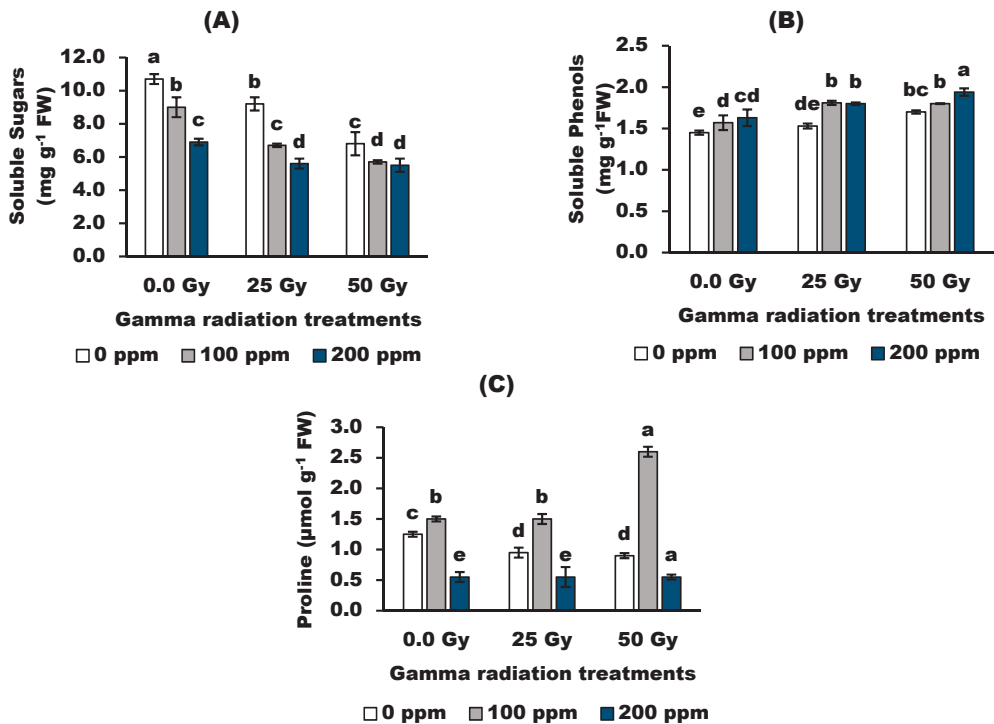 (A)
Soluble Sugars
(mg g⁻¹ FW)
12.0
10.0
8.0
6.0
4.0
2.0
0.0
a
b
c
b
c
d
c
d
d
0.0 Gy
25 Gy
50 Gy
Gamma radiation treatments
0 ppm
100 ppm
200 ppm
(B)
Soluble Phenols
(mg g⁻¹FW)
2.5
2.0
1.5
1.0
0.5
0.0
e
d
cd
de
b
b
bc
b
a
0.0 Gy
25 Gy
50 Gy
Gamma radiation treatments
0 ppm
100 ppm
200 ppm
(C)
Proline (µmol g⁻¹ FW)
3.0
2.5
2.0
1.5
1.0
0.5
0.0
c
b
e
d
b
e
d
a
a
0.0 Gy
25 Gy
50 Gy
Gamma radiation treatments
0 ppm
100 ppm
200 ppm